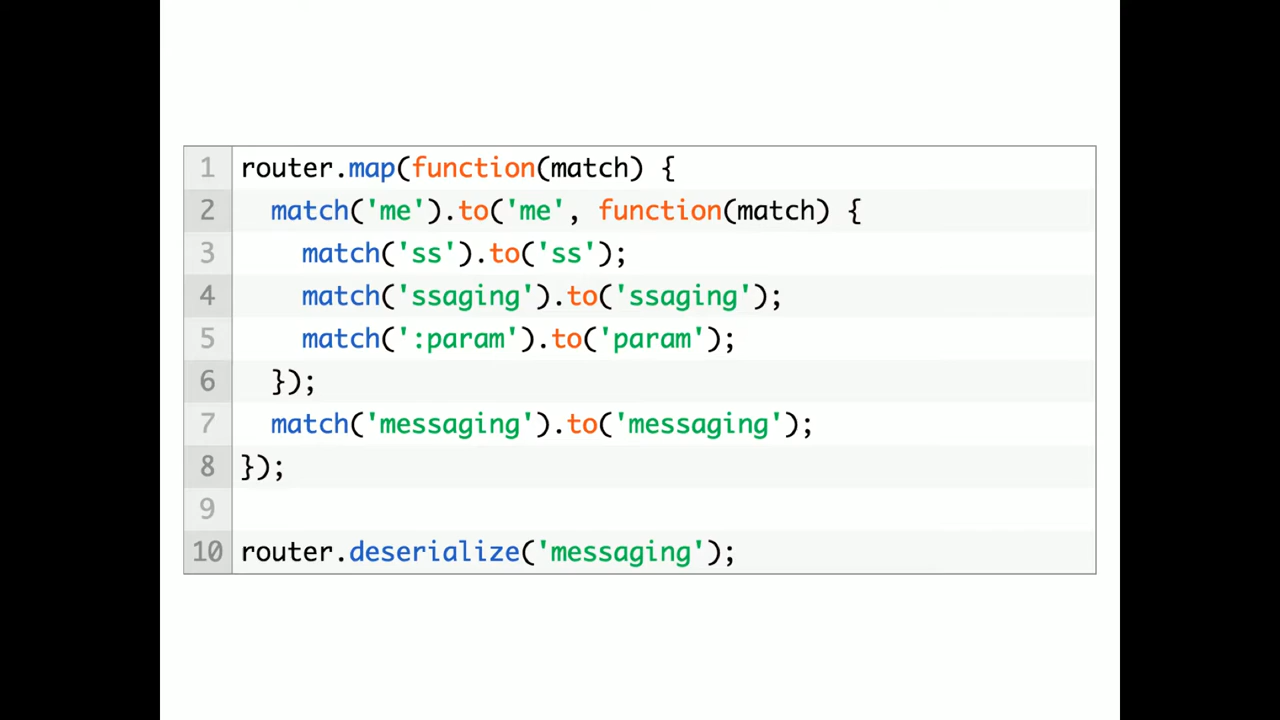 1 router.map(function(match) {
2   match('me').to('me', function(match) {
3     match('ss').to('ss');
4     match('ssaging').to('ssaging');
5     match(':param').to('param');
6   });
7   match('messaging').to('messaging');
8 });
9
10 router.deserialize('messaging');